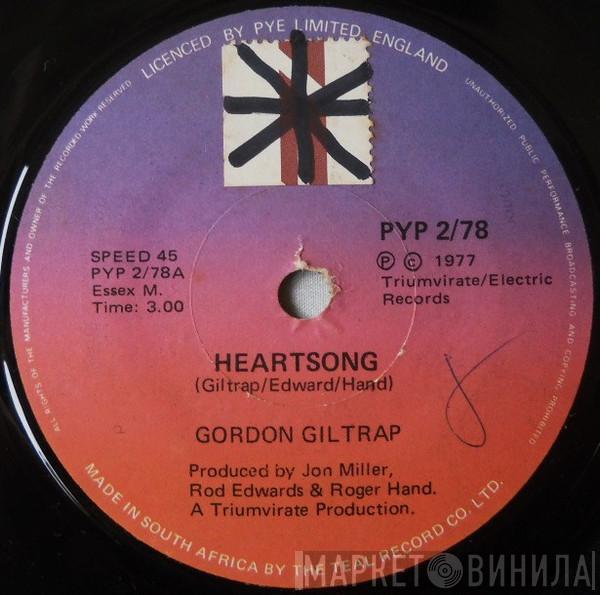 LICENCED BY PYE LIMITED, ENGLAND
UNAUTHORIZED PUBLIC PERFORMANCE BROADCASTING AND COPYING PROHIBITED
ALL RIGHTS OF THE MANUFACTURERS AND OWNER OF THE RECORDED WORK RESERVED
PYP 2/78
SPEED 45
PYP 2/78A
Essex M.
Time: 3.00
Ⓟ © 1977
Triumvirate/Electric
Records
HEARTSONG
(Giltrap/Edward/Hand)
GORDON GILTRAP
Produced by Jon Miller,
Rod Edwards & Roger Hand.
A Triumvirate Production.
MADE IN SOUTH AFRICA BY THE TEAL RECORD CO. LTD.
МАРКЕТ ВИНИЛА